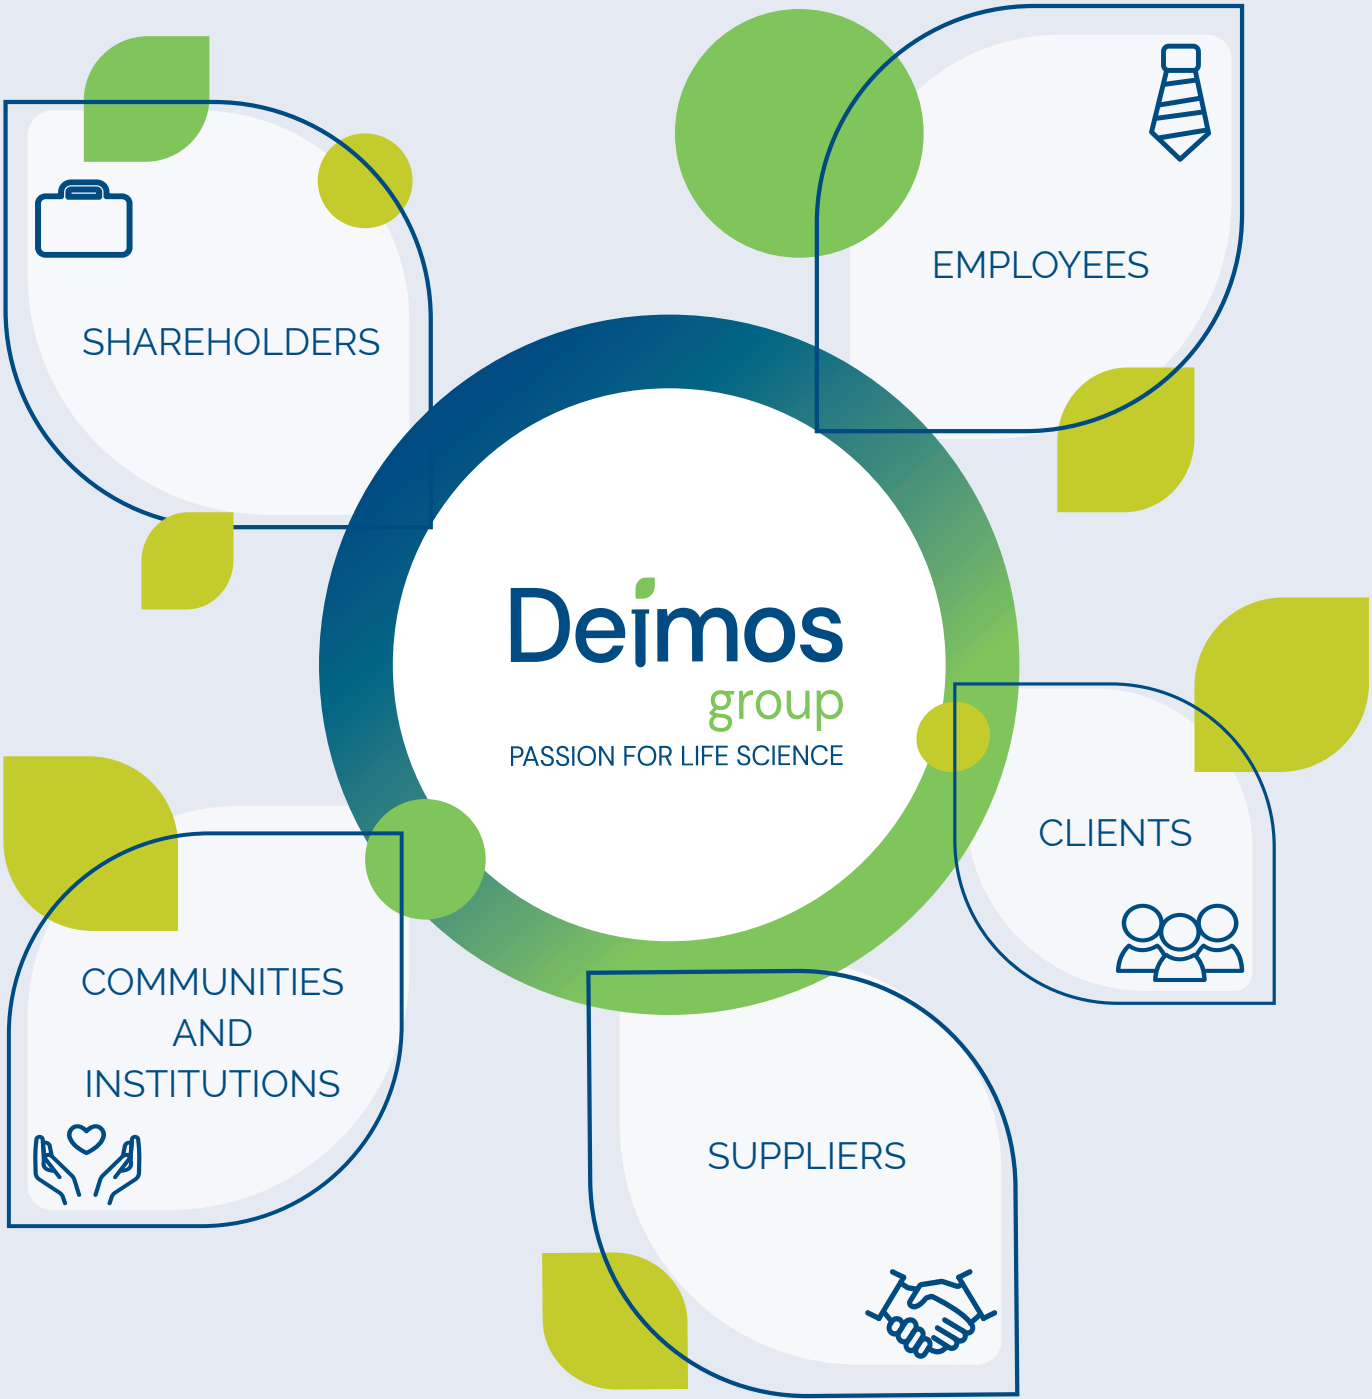 EMPLOYEES
SHAREHOLDERS
Deimos
group
PASSION FOR LIFE SCIENCE
CLIENTS
COMMUNITIES
AND
INSTITUTIONS
SUPPLIERS